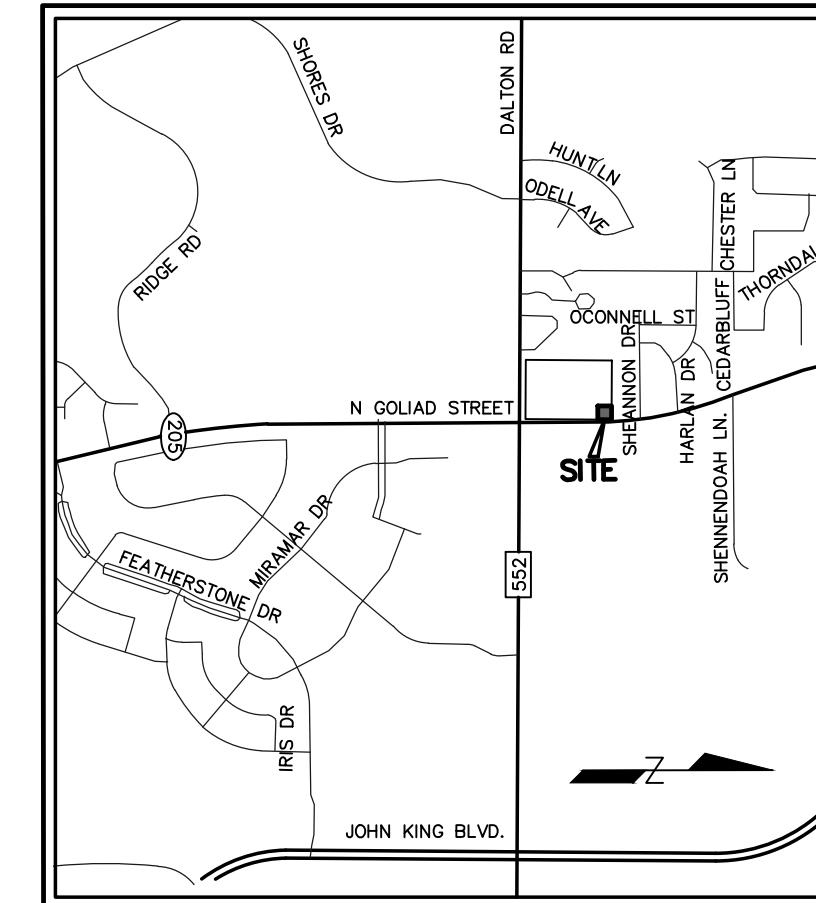 SHORES DR
DALTON RD
HUNT LN
ODELL AVE
RIDGE RD
CHESTER LN
CEDARBLUFF
OCONNELL ST
SHEANNON DR
HARLAN DR
N GOLIAD STREET
205
SITE
SHENNENDOAH LN.
MIRAMAR DR
FEATHERSTONE DR
552
IRIS DR
Z
JOHN KING BLVD.